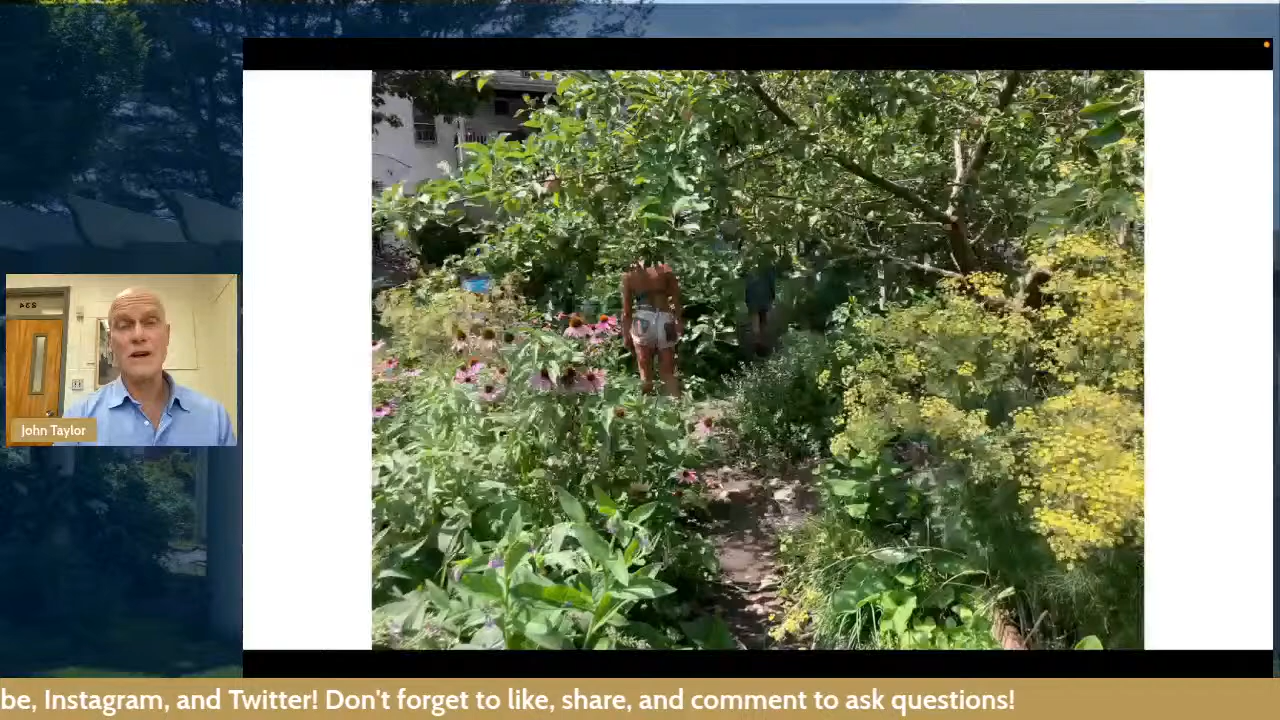 John Taylor
be, Instagram, and Twitter! Don't forget to like, share, and comment to ask questions!